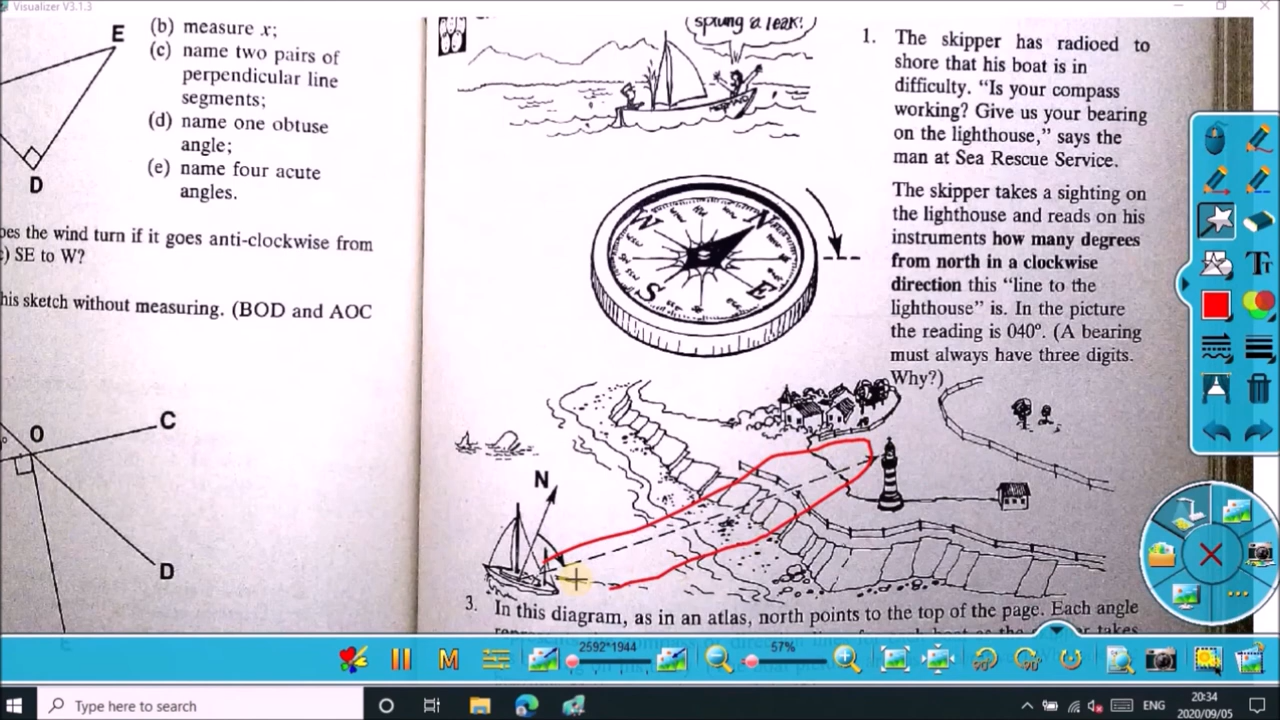 Visualizer V3.1.3
E
D
(b) measure x;
(c) name two pairs of
perpendicular line
segments;
(d) name one obtuse
angle;
(e) name four acute
angles.
the wind turn if it goes anti-clockwise from
SE to W?
his sketch without measuring. (BOD and AOC
O
C
D
sprung a leak!
N
E
S
W
N
1. The skipper has radioed to
shore that his boat is in
difficulty. “Is your compass
working? Give us your bearing
on the lighthouse,” says the
man at Sea Rescue Service.
The skipper takes a sighting on
the lighthouse and reads on his
instruments how many degrees
from north in a clockwise
direction this “line to the
lighthouse” is. In the picture
the reading is 040°. (A bearing
must always have three digits.
Why?)
3. In this diagram, as in an atlas, north points to the top of the page. Each angle
TT
M
2592*1944
57%
Type here to search
ENG
20:34
2020/09/05